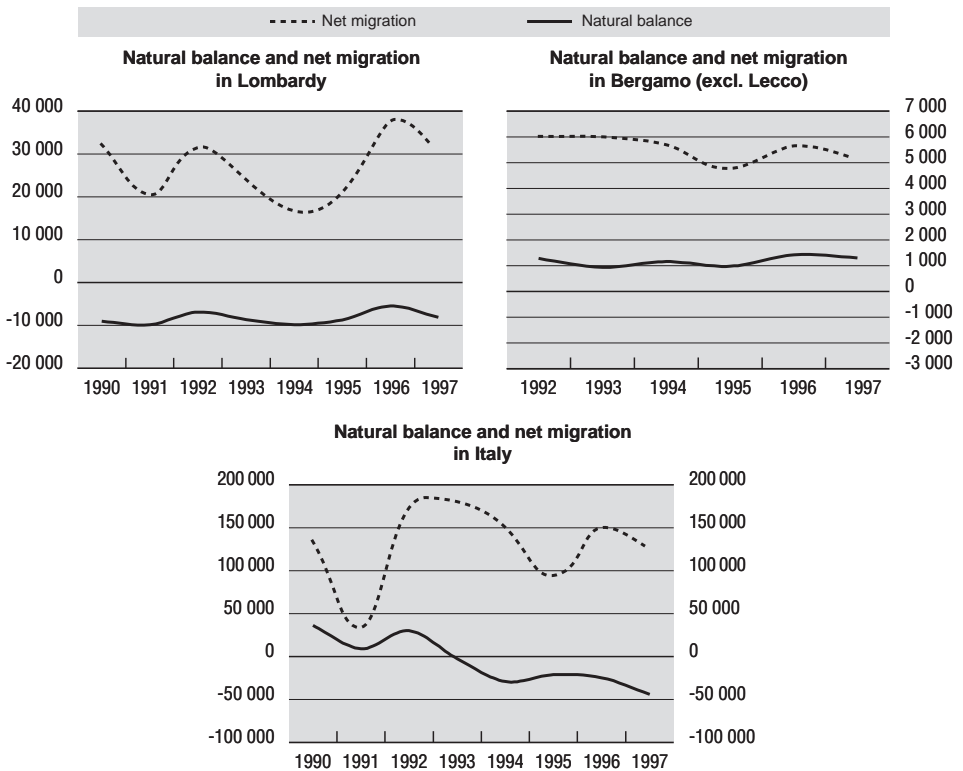 Net migration
Natural balance
Natural balance and net migration
in Lombardy
40 000
30 000
20 000
10 000
0
-10 000
-20 000
1990 1991 1992 1993 1994 1995 1996 1997
Natural balance and net migration
in Bergamo (excl. Lecco)
7 000
6 000
5 000
4 000
3 000
2 000
1 000
0
-1 000
-2 000
-3 000
1992 1993 1994 1995 1996 1997
Natural balance and net migration
in Italy
200 000 200 000
150 000 150 000
100 000 100 000
50 000 50 000
0 0
-50 000 -50 000
-100 000 -100 000
1990 1991 1992 1993 1994 1995 1996 1997